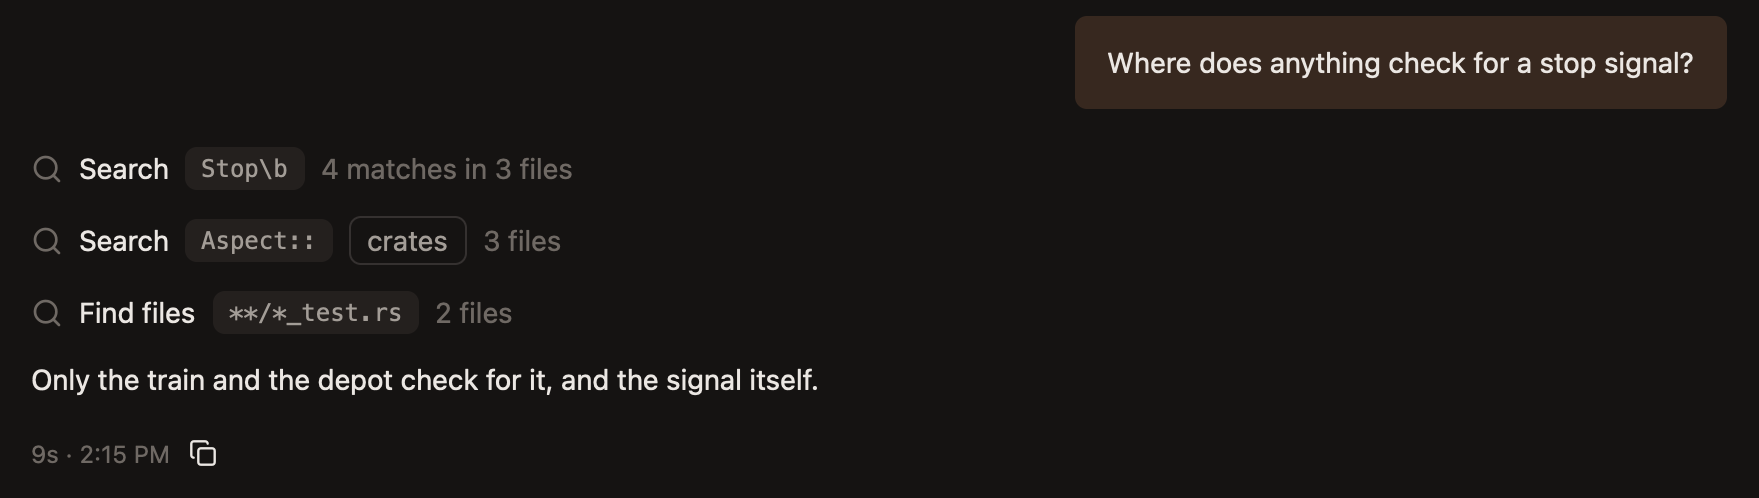 Where does anything check for a stop signal?
Search Stop\b 4 matches in 3 files
Search Aspect:: crates 3 files
Find files **/*_test.rs 2 files
Only the train and the depot check for it, and the signal itself.
9s · 2:15 PM